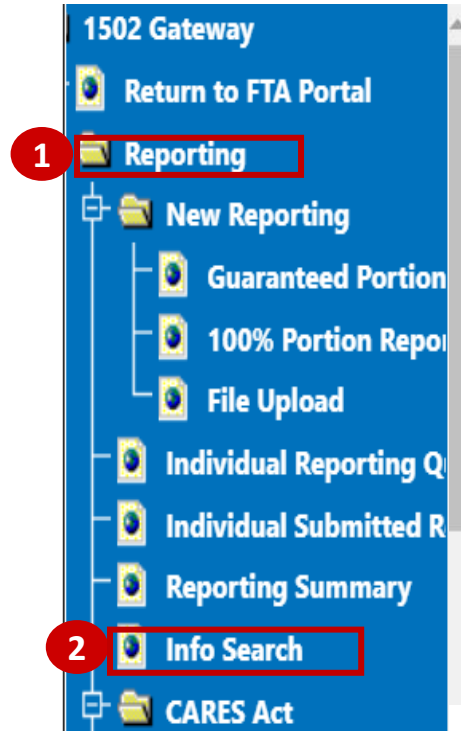 1502 Gateway
Return to FTA Portal
1
Reporting
New Reporting
Guaranteed Portion
100% Portion Repo
File Upload
Individual Reporting Q
Individual Submitted R
Reporting Summary
2
Info Search
CARES Act